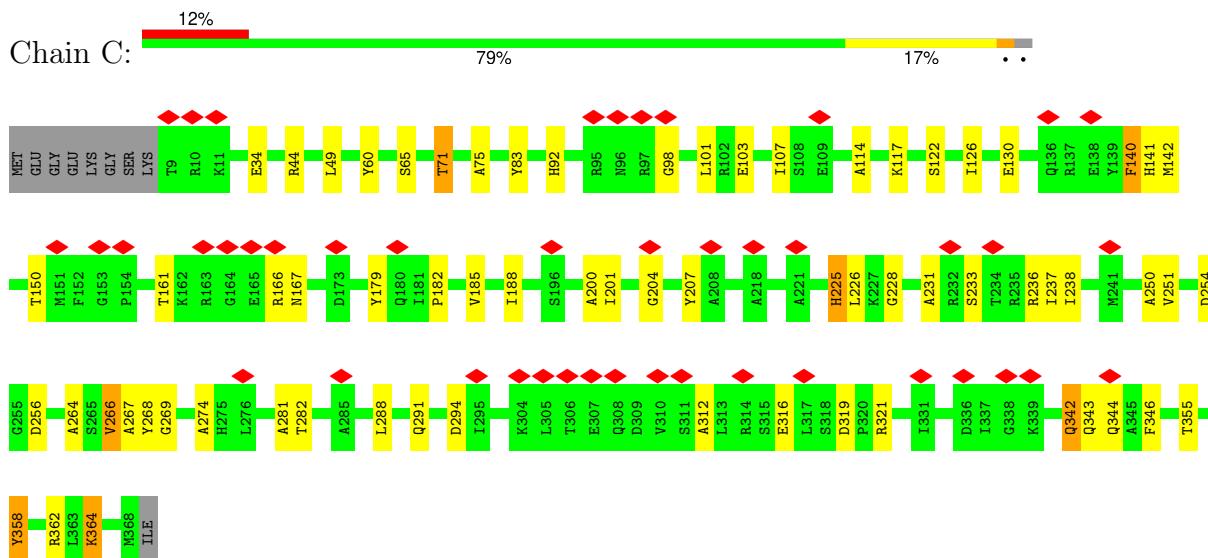 12%
Chain C:
79% 17% • •
MET GLU GLY GLU LYS GLY SER LYS T9 R10 K11 E34 R44 L49 Y60 S65 T71 A75 Y83 H92 R95 N96 R97 G98 L101 R102 E103 I107 S108 E109 A114 K117 S122 I126 E130 Q136 R137 E138 Y139 F140 H141 M142
T150 M151 F152 G153 P154 T161 K162 R163 G164 E165 R166 N167 D173 Y179 Q180 I181 P182 V185 I188 S196 A200 I201 G204 Y207 A208 A218 A221 H225 L226 K227 G228 A231 R232 S233 T234 R235 R236 I237 I238 M241 A250 V251 D254
G255 D256 A264 S265 V266 A267 Y268 G269 A274 H275 L276 A281 T282 A285 L288 Q291 D294 I295 K304 L305 T306 E307 Q308 D309 V310 S311 A312 L313 R314 S315 E316 L317 S318 D319 P320 R321 I331 D336 I337 G338 K339 Q342 Q343 Q344 A345 F346 T355
Y358 R362 L363 K364 M368 ILE